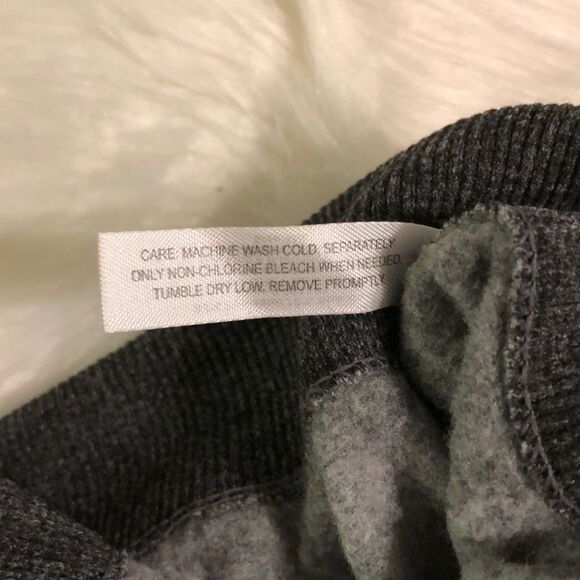 CARE: MACHINE WASH COLD, SEPARATELY
ONLY NON-CHLORINE BLEACH WHEN NEEDED
TUMBLE DRY LOW, REMOVE PROMPTLY